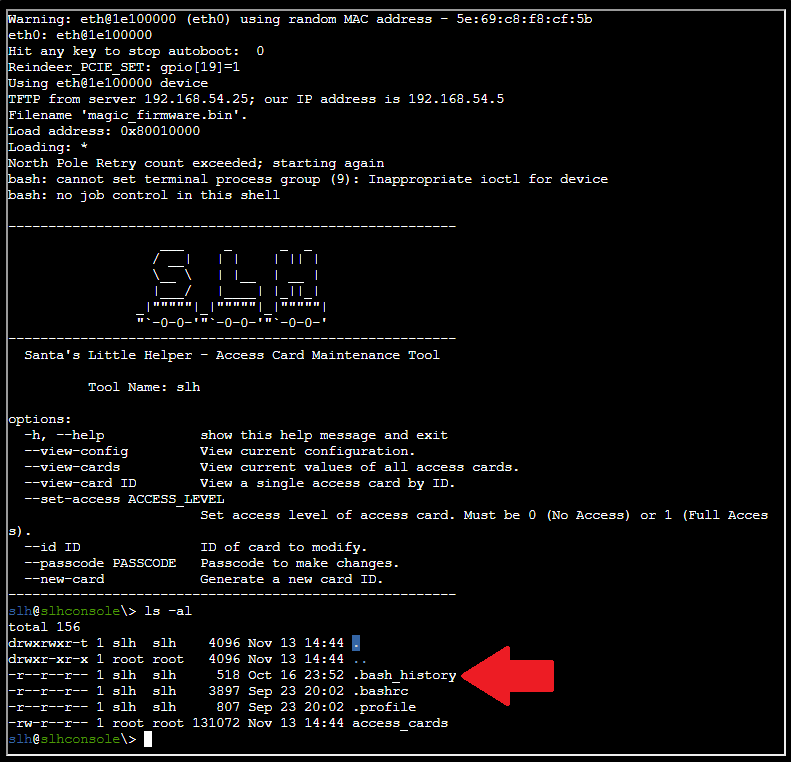 Warning: eth@1e100000 (eth0) using random MAC address - 5e:69:c8:f8:cf:5b
eth0: eth@1e100000
Hit any key to stop autoboot:  0
Reindeer_PCIE_SET: gpio[19]=1
Using eth@1e100000 device
TFTP from server 192.168.54.25; our IP address is 192.168.54.5
Filename 'magic_firmware.bin'.
Load address: 0x80010000
Loading: *
North Pole Retry count exceeded; starting again
bash: cannot set terminal process group (9): Inappropriate ioctl for device
bash: no job control in this shell
--------------------------------------------------------
SLH
--------------------------------------------------------
  Santa's Little Helper - Access Card Maintenance Tool
          Tool Name: slh
options:
  -h, --help            show this help message and exit
  --view-config         View current configuration.
  --view-cards          View current values of all access cards.
  --view-card ID        View a single access card by ID.
  --set-access ACCESS_LEVEL
                        Set access level of access card. Must be 0 (No Access) or 1 (Full Acces
s).
  --id ID               ID of card to modify.
  --passcode PASSCODE   Passcode to make changes.
  --new-card            Generate a new card ID.
--------------------------------------------------------
slh@slhconsole\> ls -al
total 156
drwxrwxr-t 1 slh  slh    4096 Nov 13 14:44 .
drwxr-xr-x 1 root root   4096 Nov 13 14:44 ..
-r--r--r-- 1 slh  slh     518 Oct 16 23:52 .bash_history
-r--r--r-- 1 slh  slh    3897 Sep 23 20:02 .bashrc
-r--r--r-- 1 slh  slh     807 Sep 23 20:02 .profile
-rw-r--r-- 1 root root 131072 Nov 13 14:44 access_cards
slh@slhconsole\>